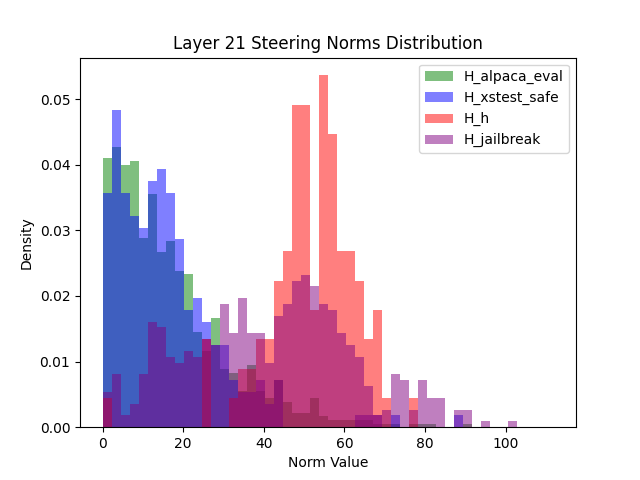 Layer 21 Steering Norms Distribution
H_alpaca_eval
H_xstest_safe
H_h
H_jailbreak
Density
0.05
0.04
0.03
0.02
0.01
0.00
0 20 40 60 80 100
Norm Value